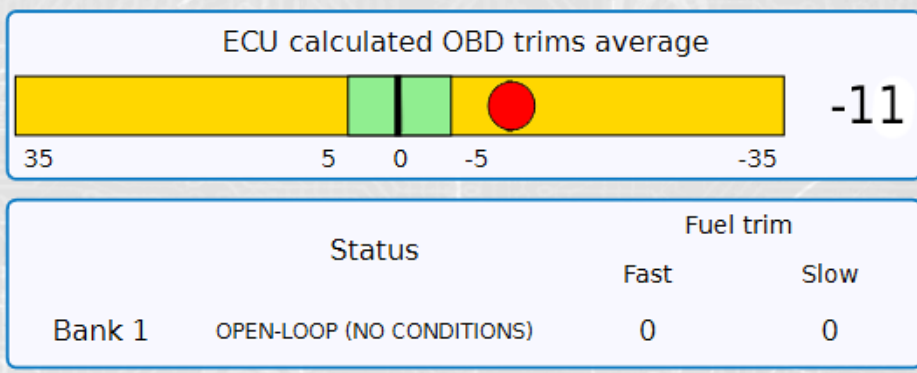 ECU calculated OBD trims average
-11
35 5 0 -5 -35
Fuel trim
Status
Fast Slow
Bank 1 OPEN-LOOP (NO CONDITIONS) 0 0